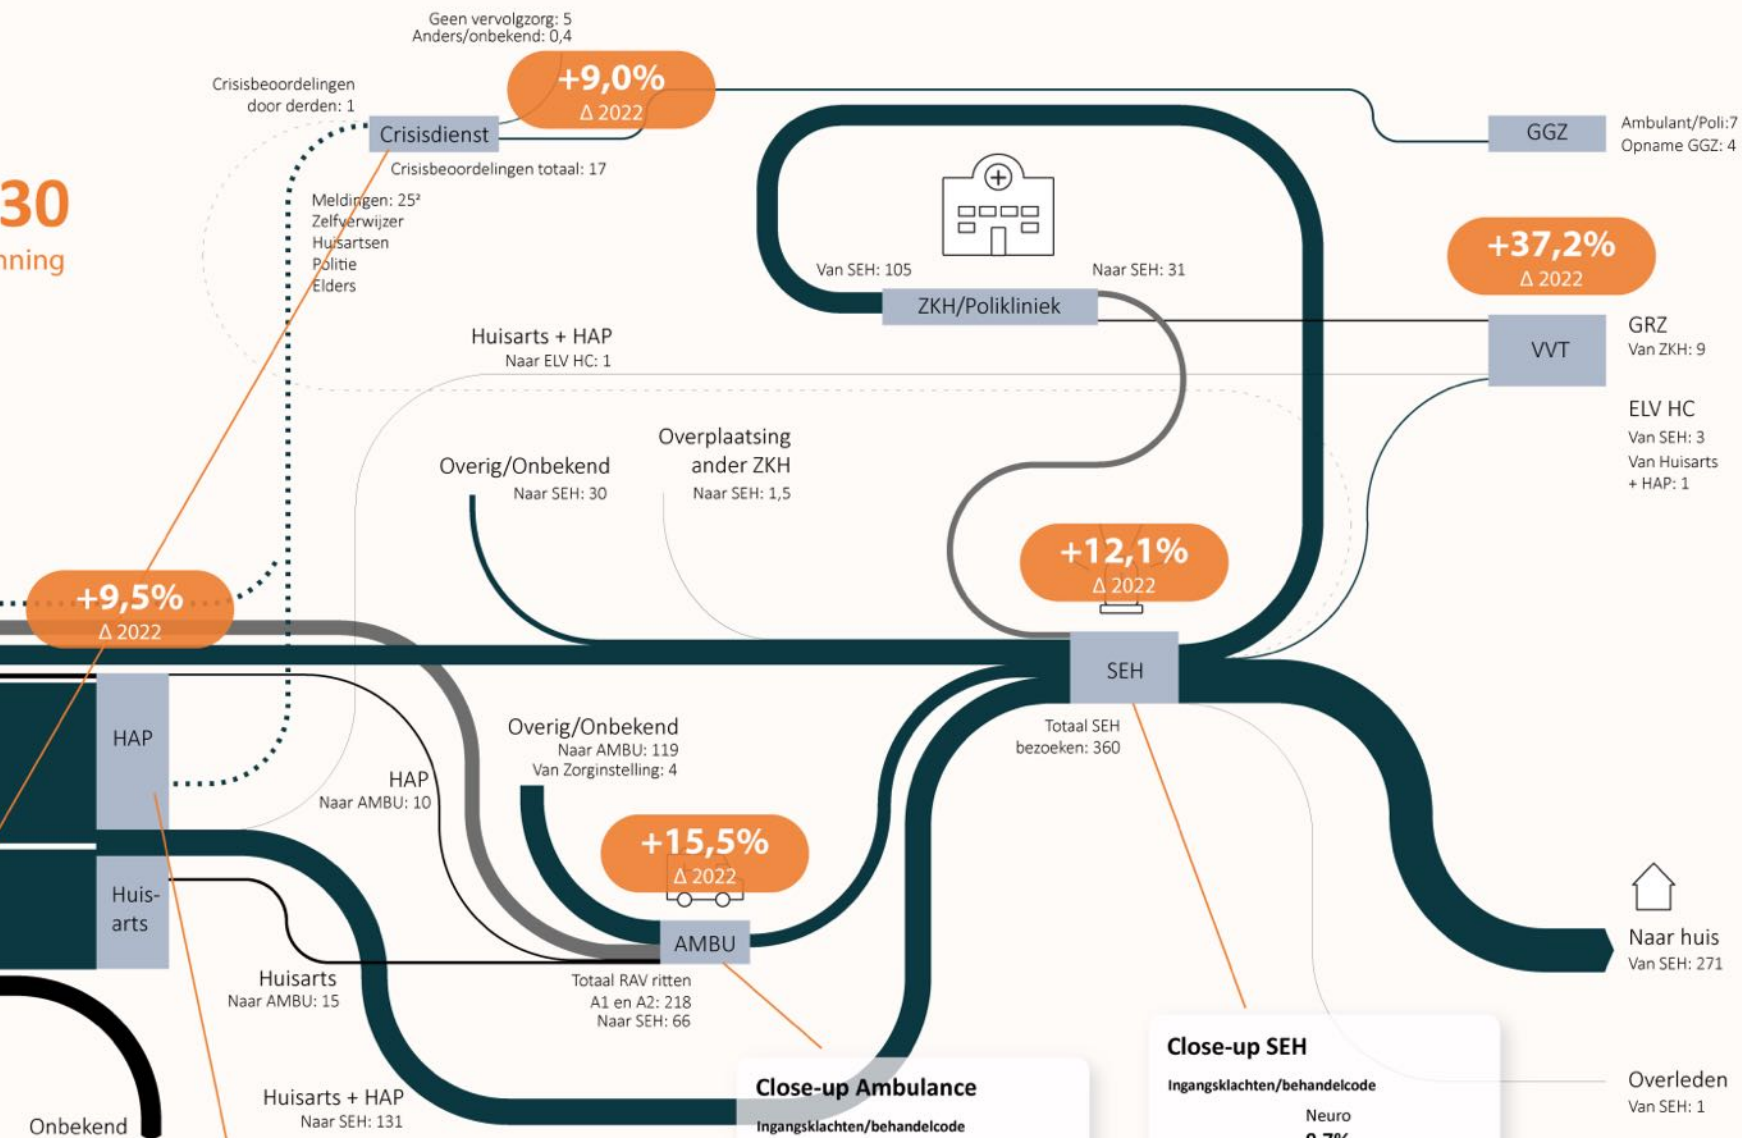 Geen vervolgzorg: 5
Anders/onbekend: 0,4
+9,0%
Δ 2022
Crisisbeoordelingen
door derden: 1
Crisisdienst
Crisisbeoordelingen totaal: 17
Meldingen: 25²
Zelfverwijzer
Huisartsen
Politie
Elders
30
nning
GGZ
Ambulant/Poli:7
Opname GGZ: 4
+37,2%
Δ 2022
Van SEH: 105
Naar SEH: 31
ZKH/Polikliniek
VVT
GRZ
Van ZKH: 9
ELV HC
Van SEH: 3
Van Huisarts
+ HAP: 1
Huisarts + HAP
Naar ELV HC: 1
Overig/Onbekend
Naar SEH: 30
Overplaatsing
ander ZKH
Naar SEH: 1,5
+12,1%
Δ 2022
+9,5%
Δ 2022
SEH
Totaal SEH
bezoeken: 360
HAP
HAP
Naar AMBU: 10
Overig/Onbekend
Naar AMBU: 119
Van Zorginstelling: 4
+15,5%
Δ 2022
AMBU
Totaal RAV ritten
A1 en A2: 218
Naar SEH: 66
Huis-
arts
Huisarts
Naar AMBU: 15
Huisarts + HAP
Naar SEH: 131
Onbekend
Naar huis
Van SEH: 271
Overleden
Van SEH: 1
Close-up Ambulance
Ingangsklachten/behandelcode
Close-up SEH
Ingangsklachten/behandelcode
Neuro